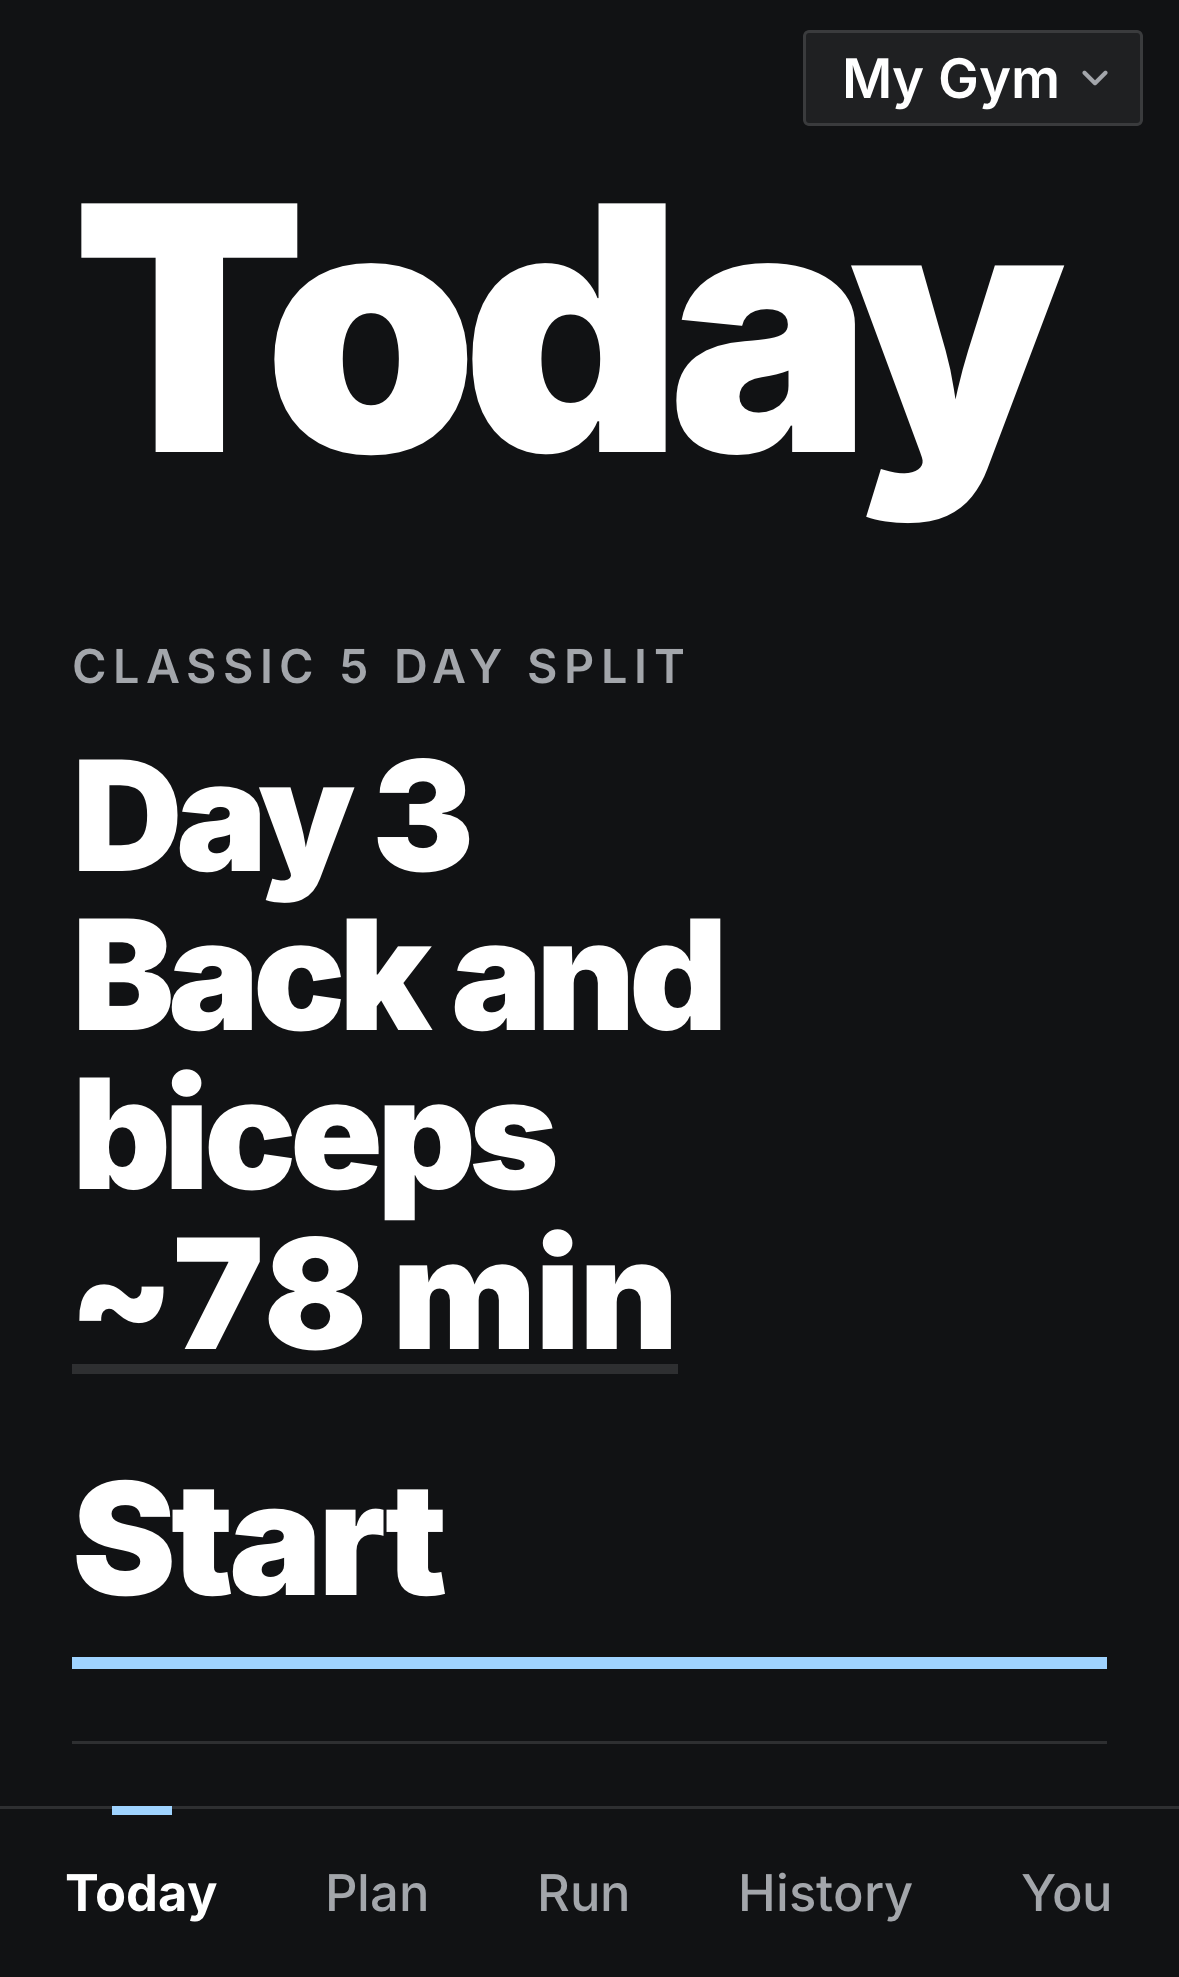 My Gym
Today
CLASSIC 5 DAY SPLIT
Day 3
Back and
biceps
~78 min
Start
Today
Plan
Run
History
You